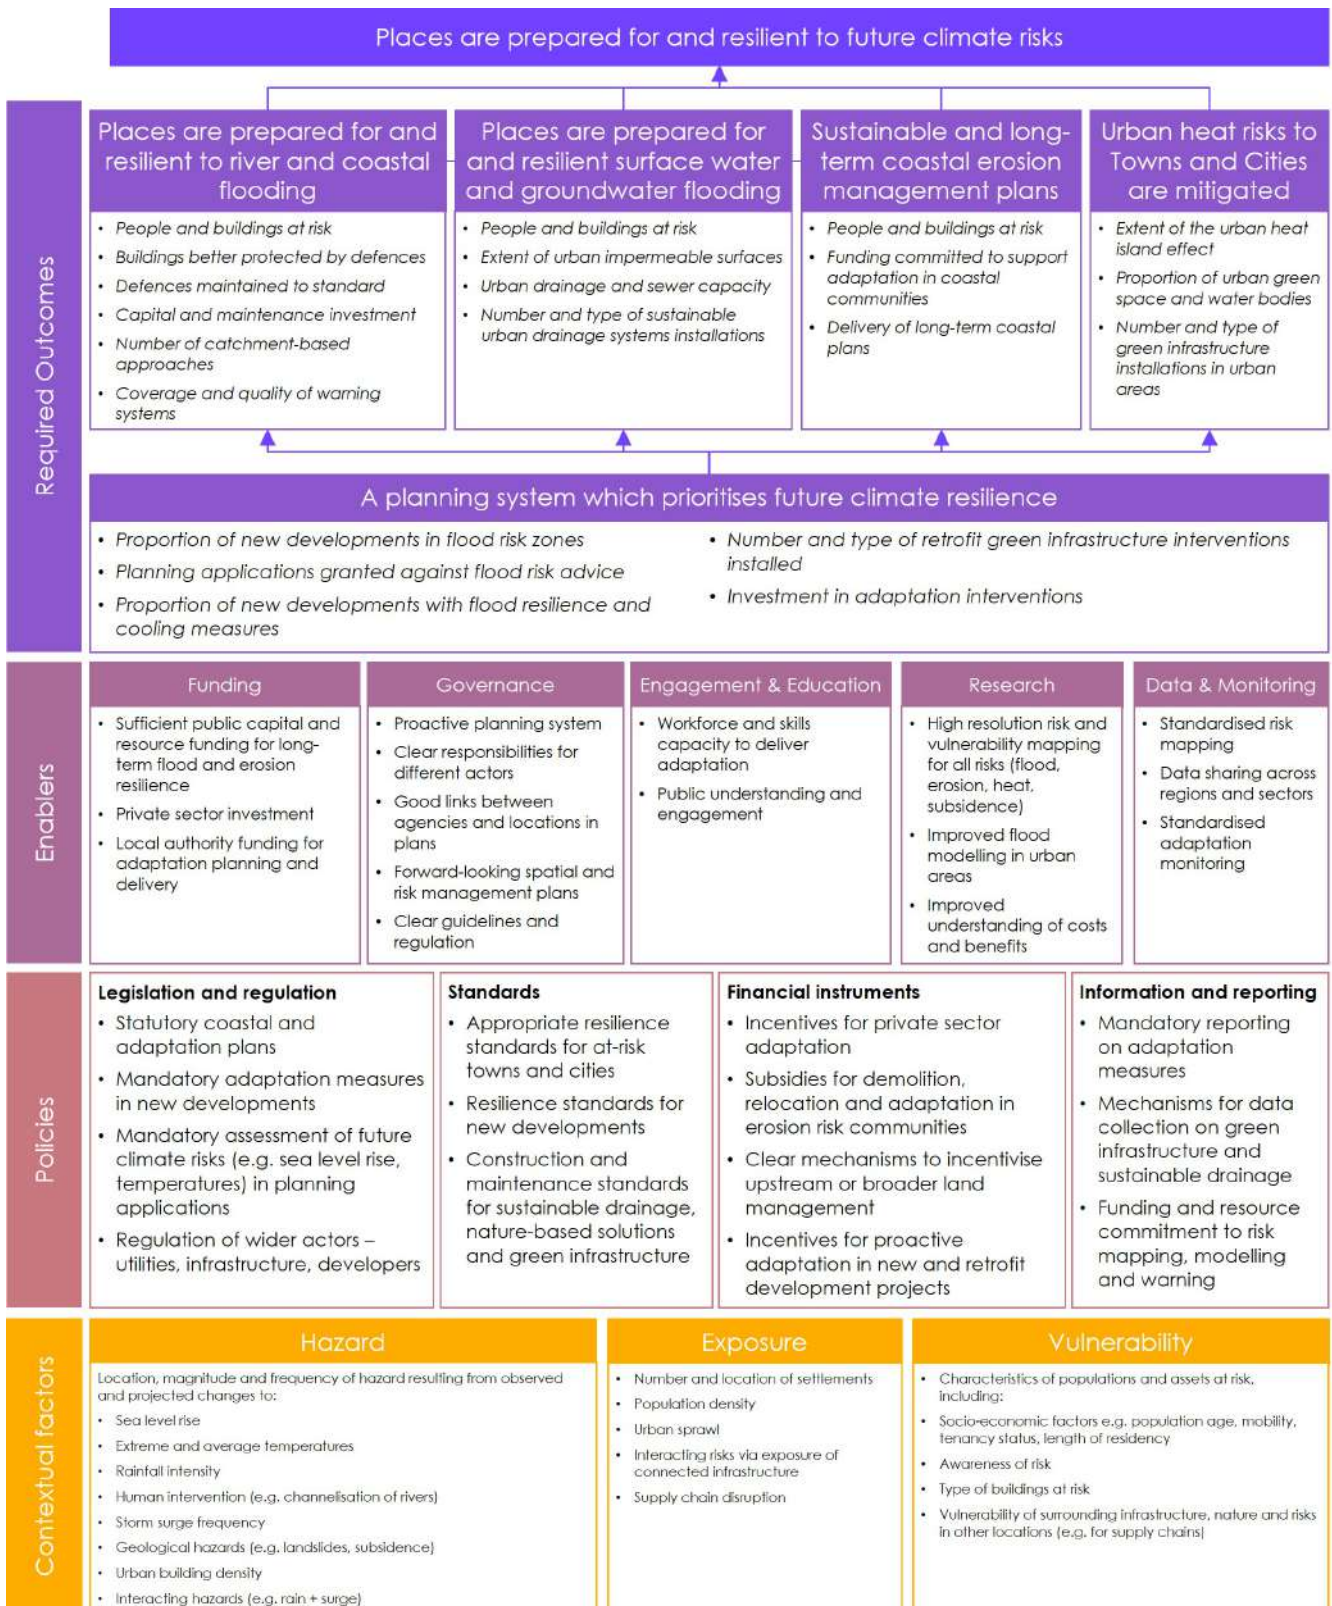 Places are prepared for and resilient to future climate risks
Required Outcomes
Places are prepared for and
resilient to river and coastal
flooding
• People and buildings at risk
• Buildings better protected by defences
• Defences maintained to standard
• Capital and maintenance investment
• Number of catchment-based
approaches
• Coverage and quality of warning
systems
Places are prepared for
and resilient surface water
and groundwater flooding
• People and buildings at risk
• Extent of urban impermeable surfaces
• Urban drainage and sewer capacity
• Number and type of sustainable
urban drainage systems installations
Sustainable and long-
term coastal erosion
management plans
• People and buildings at risk
• Funding committed to support
adaptation in coastal
communities
• Delivery of long-term coastal
plans
Urban heat risks to
Towns and Cities
are mitigated
• Extent of the urban heat
island effect
• Proportion of urban green
space and water bodies
• Number and type of
green infrastructure
installations in urban
areas
A planning system which prioritises future climate resilience
• Proportion of new developments in flood risk zones
• Planning applications granted against flood risk advice
• Proportion of new developments with flood resilience and
cooling measures
• Number and type of retrofit green infrastructure interventions
installed
• Investment in adaptation interventions
Enablers
Funding
• Sufficient public capital and
resource funding for long-
term flood and erosion
resilience
• Private sector investment
• Local authority funding for
adaptation planning and
delivery
Governance
• Proactive planning system
• Clear responsibilities for
different actors
• Good links between
agencies and locations in
plans
• Forward-looking spatial and
risk management plans
• Clear guidelines and
regulation
Engagement & Education
• Workforce and skills
capacity to deliver
adaptation
• Public understanding and
engagement
Research
• High resolution risk and
vulnerability mapping
for all risks (flood,
erosion, heat,
subsidence)
• Improved flood
modelling in urban
areas
• Improved
understanding of costs
and benefits
Data & Monitoring
• Standardised risk
mapping
• Data sharing across
regions and sectors
• Standardised
adaptation
monitoring
Policies
Legislation and regulation
• Statutory coastal and
adaptation plans
• Mandatory adaptation measures
in new developments
• Mandatory assessment of future
climate risks (e.g. sea level rise,
temperatures) in planning
applications
• Regulation of wider actors –
utilities, infrastructure, developers
Standards
• Appropriate resilience
standards for at-risk
towns and cities
• Resilience standards for
new developments
• Construction and
maintenance standards
for sustainable drainage,
nature-based solutions
and green infrastructure
Financial instruments
• Incentives for private sector
adaptation
• Subsidies for demolition,
relocation and adaptation in
erosion risk communities
• Clear mechanisms to incentivise
upstream or broader land
management
• Incentives for proactive
adaptation in new and retrofit
development projects
Information and reporting
• Mandatory reporting
on adaptation
measures
• Mechanisms for data
collection on green
infrastructure and
sustainable drainage
• Funding and resource
commitment to risk
mapping, modelling
and warning
Contextual factors
Hazard
Location, magnitude and frequency of hazard resulting from observed
and projected changes to:
• Sea level rise
• Extreme and average temperatures
• Rainfall intensity
• Human intervention (e.g. channelisation of rivers)
• Storm surge frequency
• Geological hazards (e.g. landslides, subsidence)
• Urban building density
• Interacting hazards (e.g. rain + surge)
Exposure
• Number and location of settlements
• Population density
• Urban sprawl
• Interacting risks via exposure of
connected infrastructure
• Supply chain disruption
Vulnerability
• Characteristics of populations and assets at risk,
including:
• Socio-economic factors e.g. population age, mobility,
tenancy status, length of residency
• Awareness of risk
• Type of buildings at risk
• Vulnerability of surrounding infrastructure, nature and risks
in other locations (e.g. for supply chains)